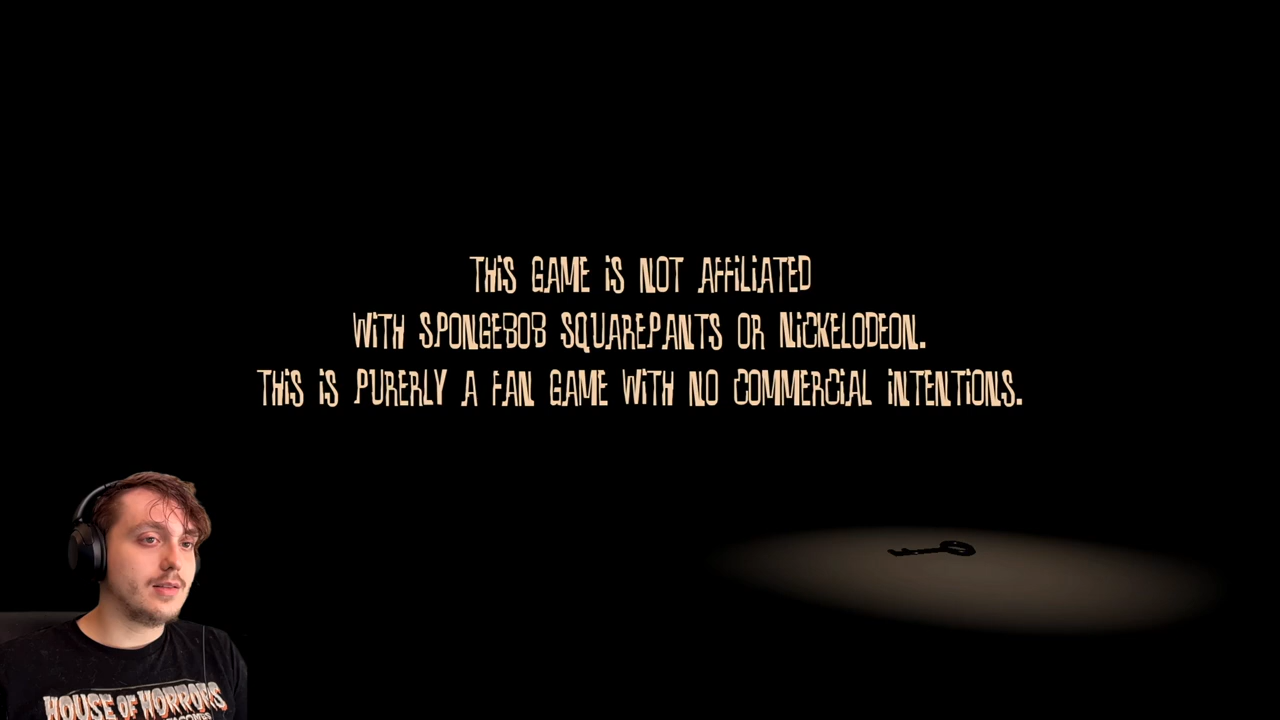 THiS GAME iS NOT AFFiLiATED
WiTH SPONGEBOB SQUAREPANTS OR NiCKELODEON.
THiS iS PURERLY A FAN GAME WiTH NO COMMERCiAL iNTENTiONS.
HOUSE OF HORRORS